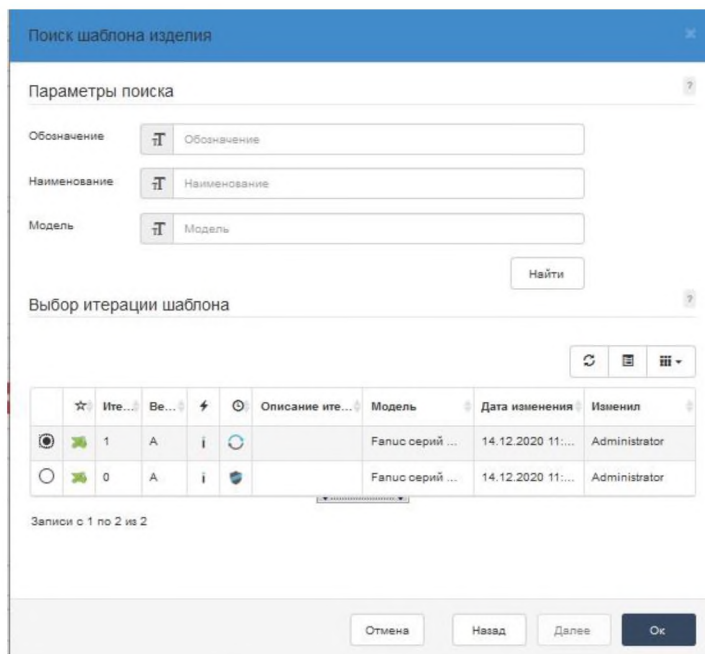 Поиск шаблона изделия
Параметры поиска ?
Обозначение Обозначение
Наименование Наименование
Модель Модель
Найти
Выбор итерации шаблона ?
Ите... Ве... Описание ите... Модель Дата изменения Изменил
1 A i Fanuc серий ... 14.12.2020 11:... Administrator
0 A i Fanuc серий ... 14.12.2020 11:... Administrator
Записи с 1 по 2 из 2
Отмена Назад Далее Ок